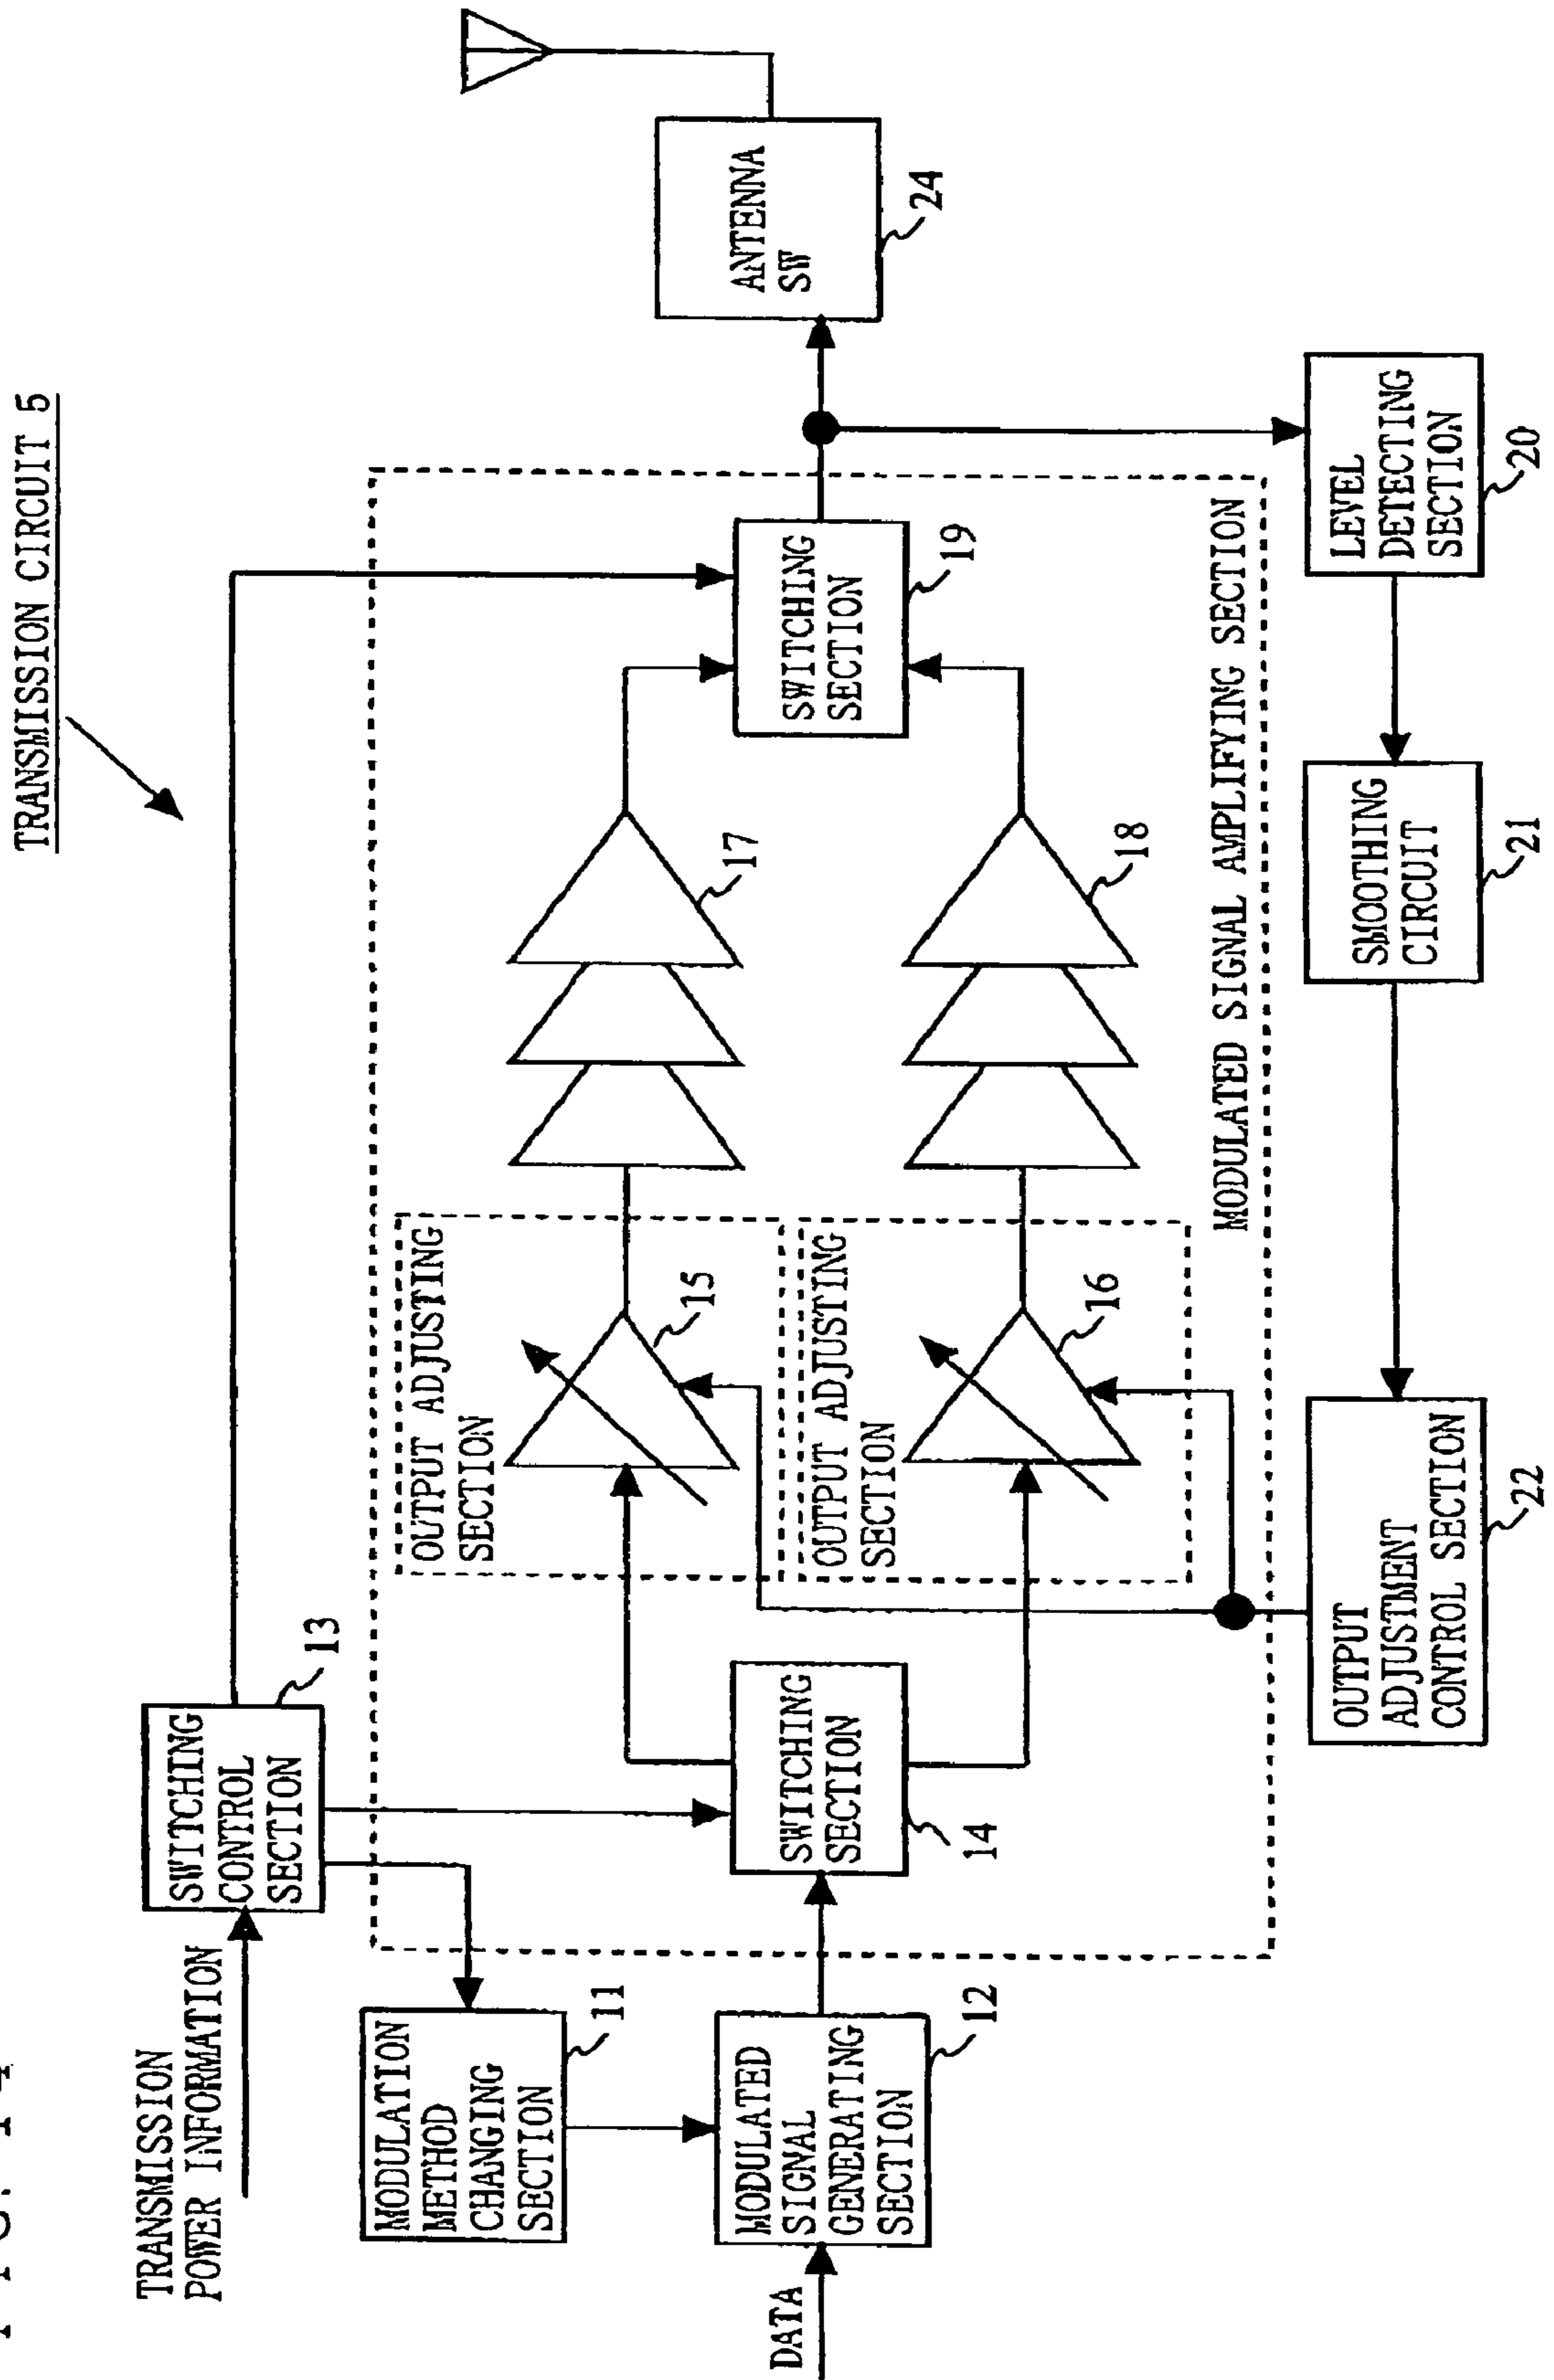 TRANSMISSION CIRCUIT 5
TRANSMISSION
POWER INFORMATION
SWITCHING
CONTROL
SECTION
13
MODULATION
METHOD
CHANGING
SECTION
11
DATA
MODULATED
SIGNAL
GENERATING
SECTION
12
SWITCHING
SECTION
14
OUTPUT ADJUSTING
SECTION
15
OUTPUT ADJUSTING
SECTION
16
17
18
SWITCHING
SECTION
19
MODULATED SIGNAL AMPLIFYING SECTION
ANTENNA
SW
24
LEVEL
DETECTING
SECTION
20
SMOOTHING
CIRCUIT
21
OUTPUT
ADJUSTMENT
CONTROL SECTION
22